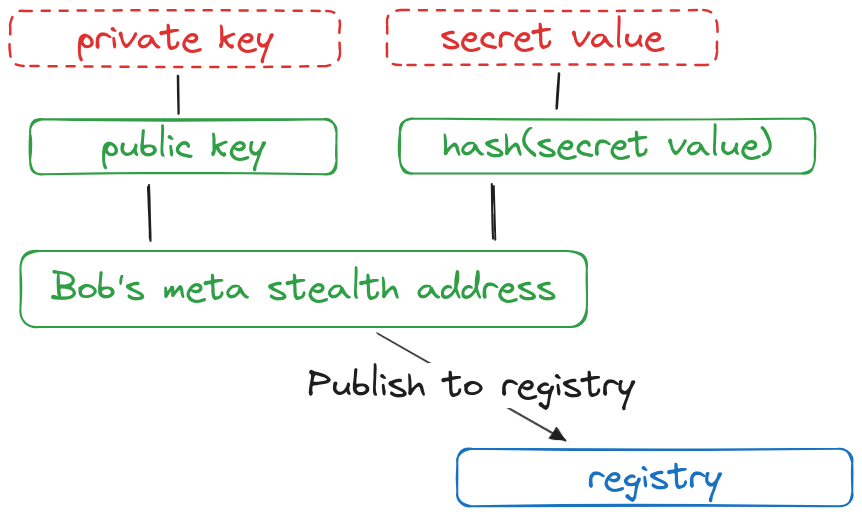 private key
secret value
public key
hash(secret value)
Bob's meta stealth address
Publish to registry
registry